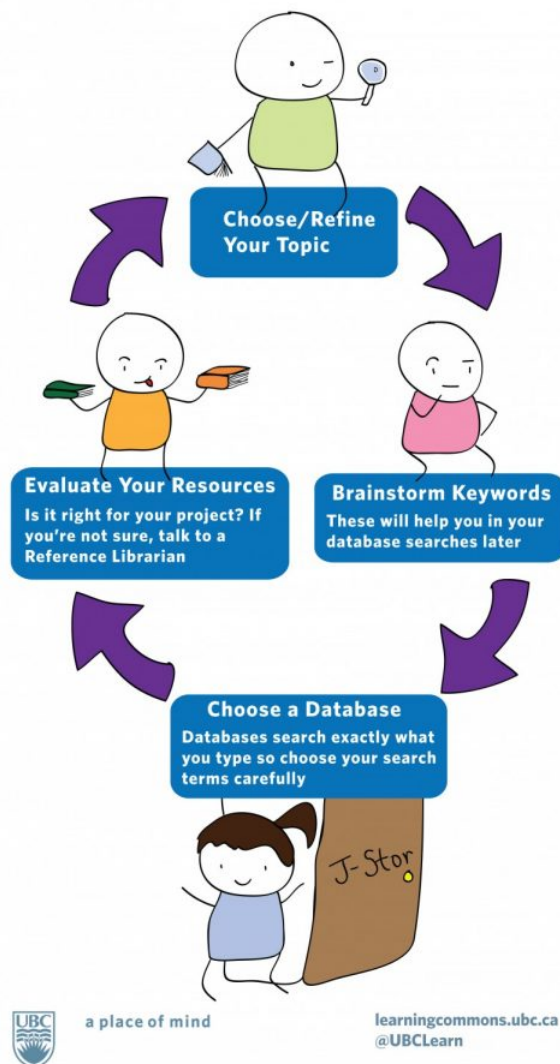 Choose/Refine
Your Topic
Brainstorm Keywords
These will help you in your
database searches later
Choose a Database
Databases search exactly what
you type so choose your search
terms carefully
J-Stor
Evaluate Your Resources
Is it right for your project? If
you're not sure, talk to a
Reference Librarian
UBC
a place of mind
learningcommons.ubc.ca
@UBCLearn